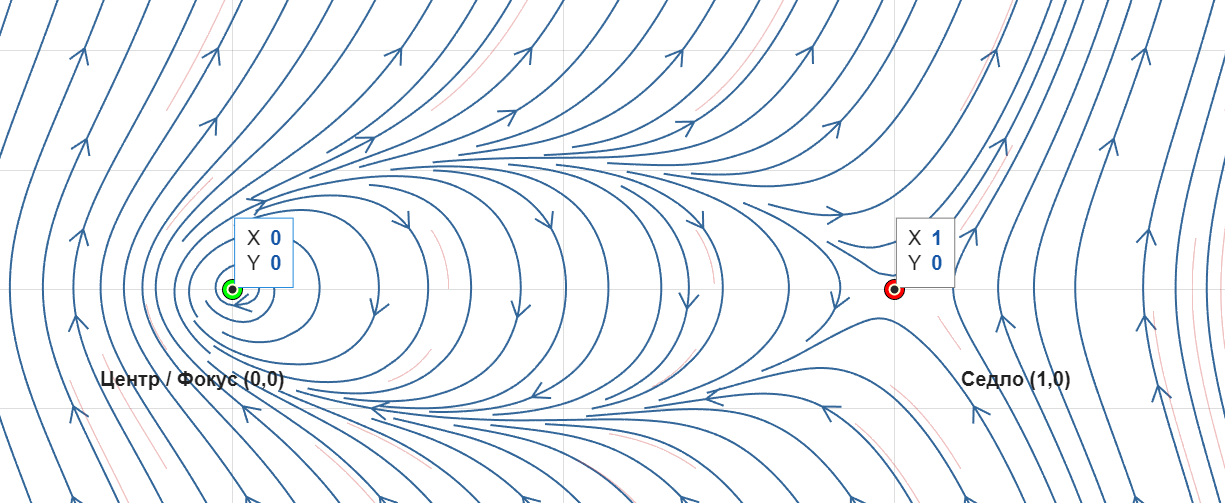 X 0
Y 0
X 1
Y 0
Центр / Фокус (0,0)
Седло (1,0)